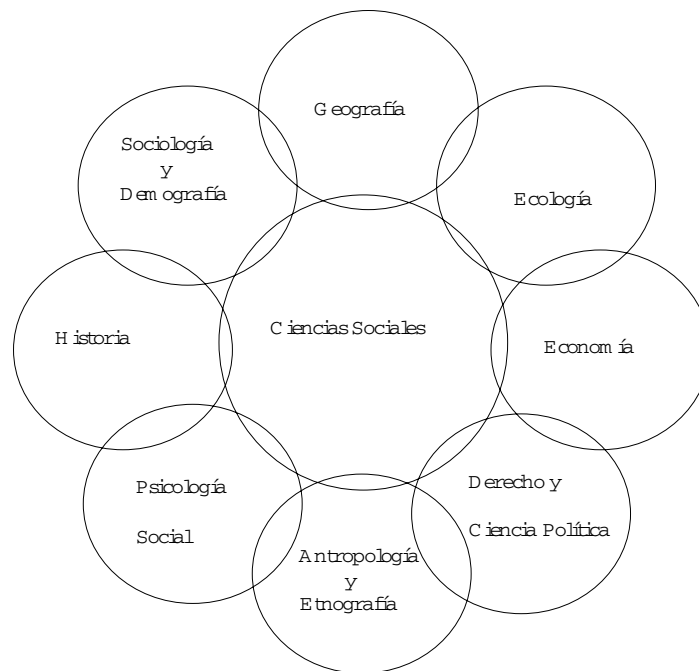 Geografía
Sociología
y
Demografía
Ecología
Historia
Ciencias Sociales
Economía
Psicología
Social
Derecho y
Ciencia Política
Antropología
y
Etnografía